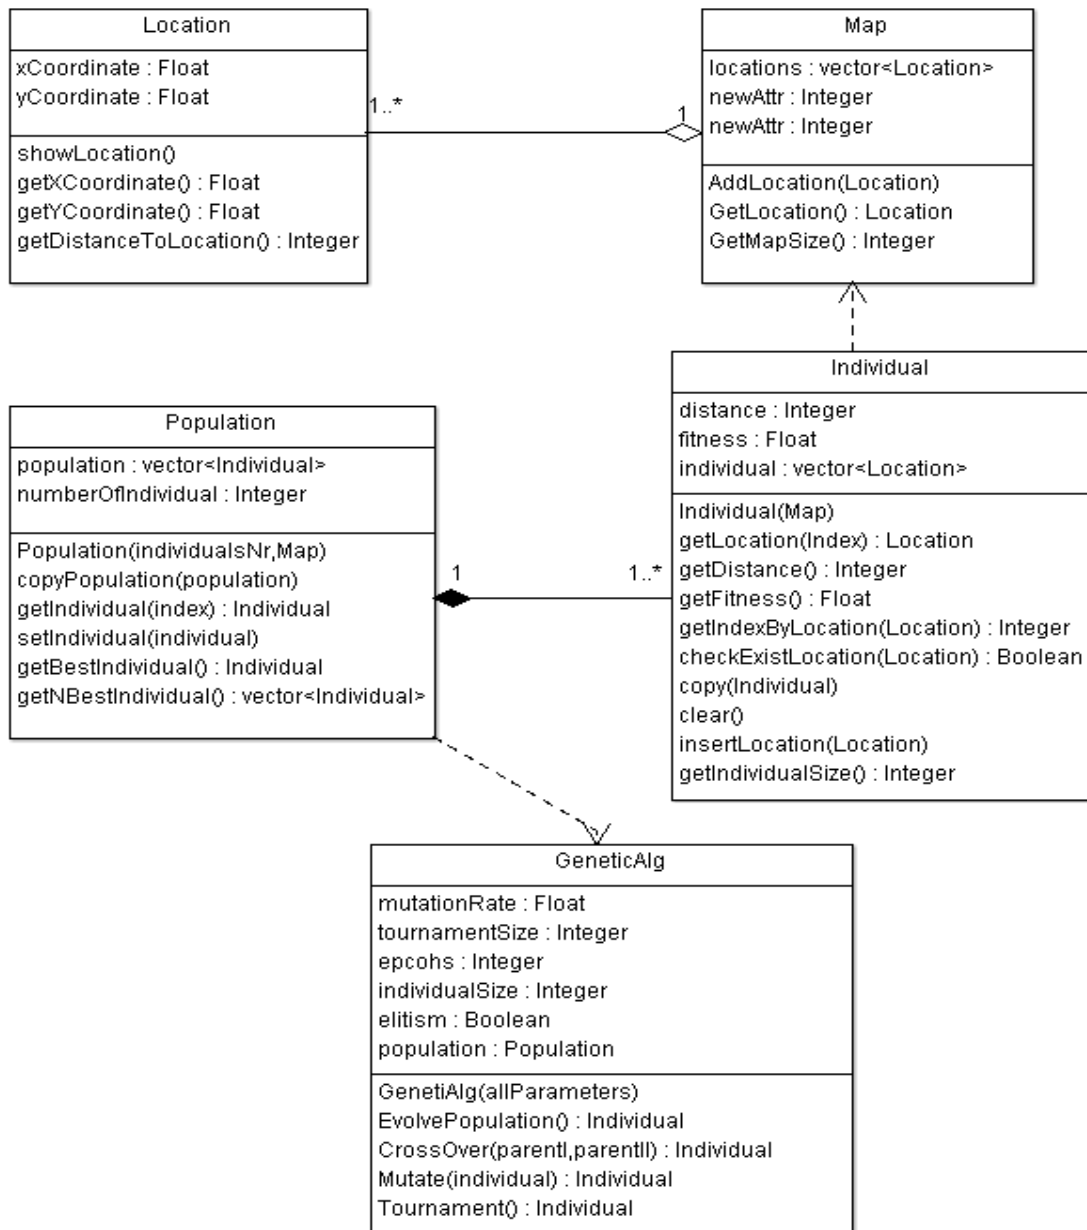 Location
xCoordinate : Float
yCoordinate : Float
showLocation()
getXCoordinate() : Float
getYCoordinate() : Float
getDistanceToLocation() : Integer
1..*
1
Map
locations : vector<Location>
newAttr : Integer
newAttr : Integer
AddLocation(Location)
GetLocation() : Location
GetMapSize() : Integer
Individual
distance : Integer
fitness : Float
individual : vector<Location>
Individual(Map)
getLocation(Index) : Location
getDistance() : Integer
getFitness() : Float
getIndexByLocation(Location) : Integer
checkExistLocation(Location) : Boolean
copy(Individual)
clear()
insertLocation(Location)
getIndividualSize() : Integer
Population
population : vector<Individual>
numberOfIndividual : Integer
Population(individualsNr,Map)
copyPopulation(population)
getIndividual(index) : Individual
setIndividual(individual)
getBestIndividual() : Individual
getNBestIndividual() : vector<Individual>
1
1..*
GeneticAlg
mutationRate : Float
tournamentSize : Integer
epcohs : Integer
individualSize : Integer
elitism : Boolean
population : Population
GenetiAlg(allParameters)
EvolvePopulation() : Individual
CrossOver(parentI,parentII) : Individual
Mutate(individual) : Individual
Tournament() : Individual